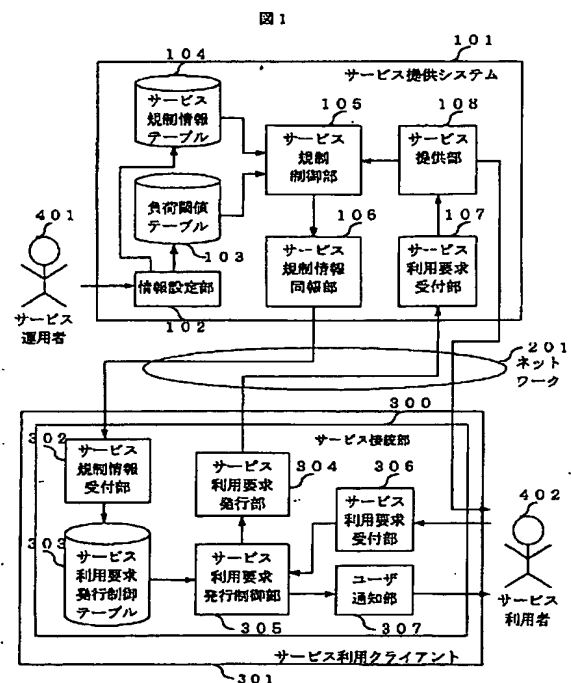 図1
104
101
サービス提供システム
サービス
規制情報
テーブル
105
サービス
規制
制御部
108
サービス
提供部
401
負荷閾値
テーブル
103
106
サービス
規制情報
同報部
107
サービス
利用要求
受付部
情報設定部
102
サービス
運用者
201
ネット
ワーク
300
サービス接続部
302
サービス
規制情報
受付部
サービス
利用要求
発行部
304
306
サービス
利用要求
受付部
402
303
サービス
利用要求
発行制御
テーブル
サービス
利用要求
発行制御部
305
ユーザ
通知部
307
サービス
利用者
サービス利用クライアント
301